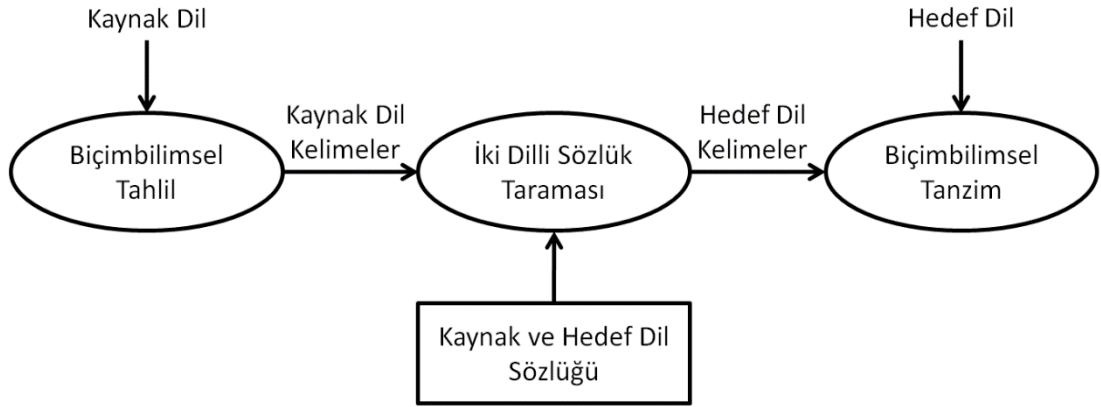 Kaynak Dil
Hedef Dil
Biçimbilimsel
Tahlil
Kaynak Dil
Kelimeler
İki Dilli Sözlük
Taraması
Hedef Dil
Kelimeler
Biçimbilimsel
Tanzim
Kaynak ve Hedef Dil
Sözlüğü